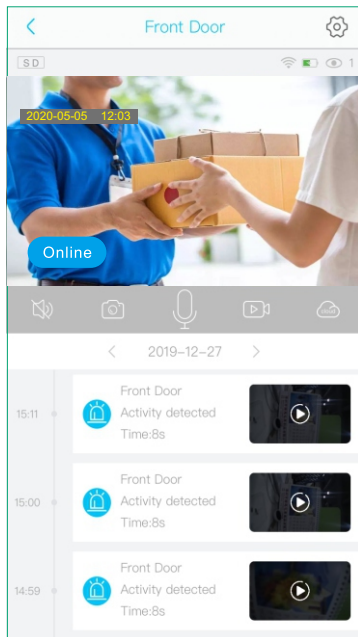 Front Door
SD
1
2020-05-05 12:03
Online
cloud
2019-12-27
Front Door
15:11 Activity detected
Time:8s
Front Door
15:00 Activity detected
Time:8s
Front Door
14:59 Activity detected
Time:8s